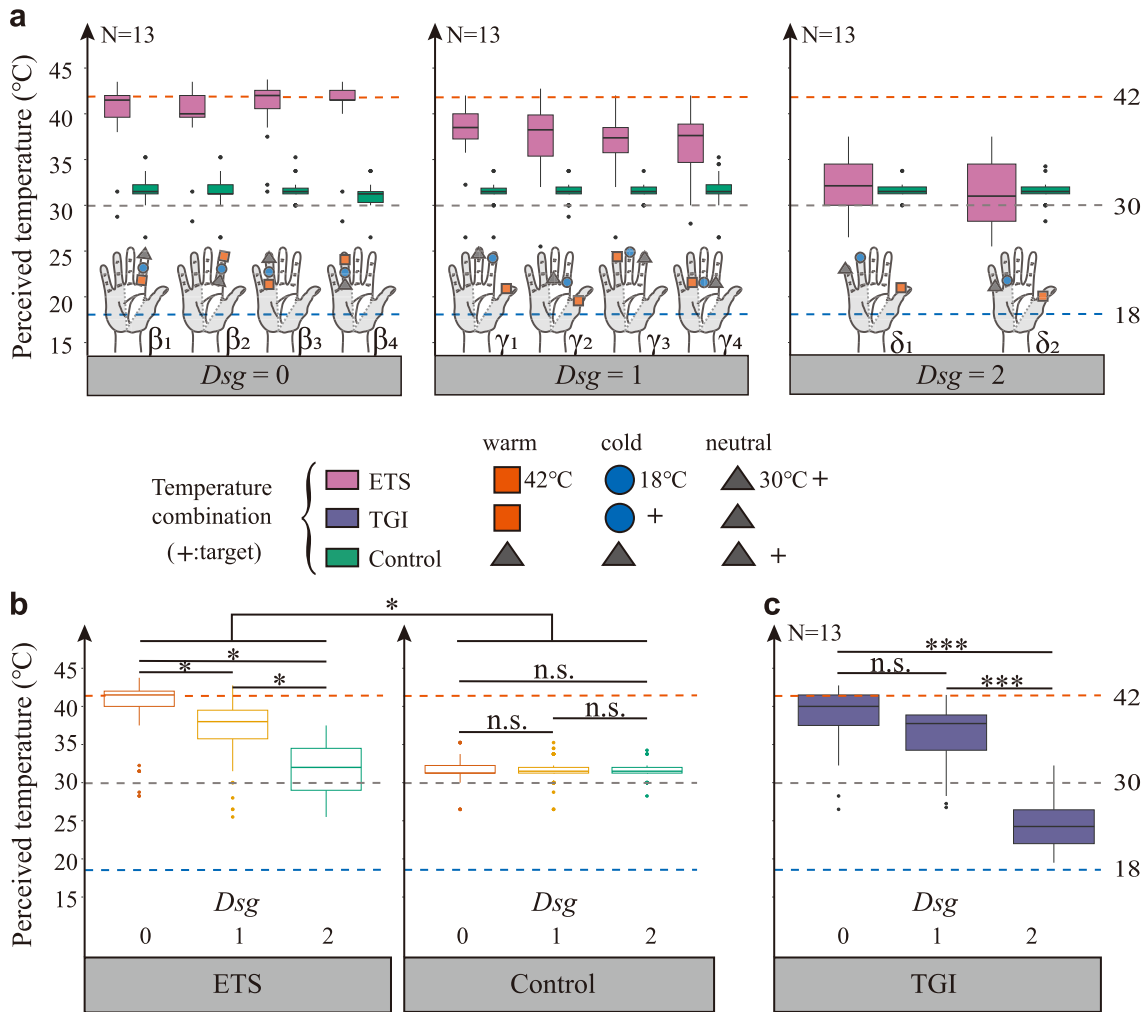 a
Perceived temperature (°C)
N=13
N=13
N=13
45
40
35
30
25
20
15
42
30
18
β1
β2
β3
β4
γ1
γ2
γ3
γ4
δ1
δ2
Dsg = 0
Dsg = 1
Dsg = 2
warm
cold
neutral
Temperature
combination
(+:target)
ETS
42°C
18°C
30°C +
TGI
+
Control
+
b
c
Perceived temperature (°C)
45
40
35
30
25
20
15
*
*
*
*
n.s.
n.s.
n.s.
Dsg
0
1
2
ETS
Dsg
0
1
2
Control
N=13
***
n.s.
***
42
30
18
Dsg
0
1
2
TGI